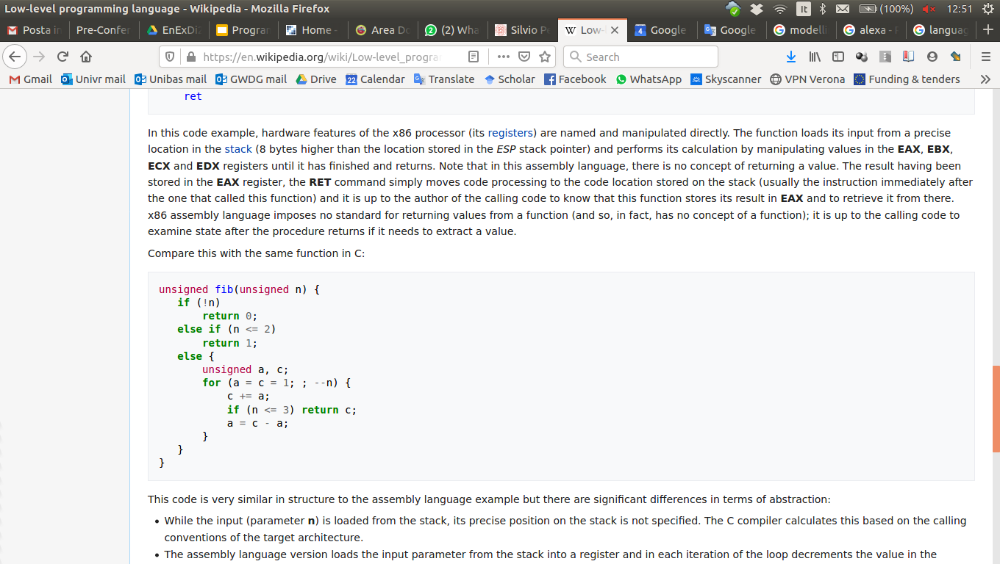 Low-level programming language - Wikipedia - Mozilla Firefox
It (100%) 12:51
Posta in Pre-Confer EnExDi Program Home - Area Do (2) Wha Silvio Pe Low- Google Google modelli alexa - languag
https://en.wikipedia.org/wiki/Low-level_progra Search
Gmail Univr mail Unibas mail GWDG mail Drive 22 Calendar Translate Scholar Facebook WhatsApp Skyscanner VPN Verona Funding & tenders
ret
In this code example, hardware features of the x86 processor (its registers) are named and manipulated directly. The function loads its input from a precise
location in the stack (8 bytes higher than the location stored in the ESP stack pointer) and performs its calculation by manipulating values in the EAX, EBX,
ECX and EDX registers until it has finished and returns. Note that in this assembly language, there is no concept of returning a value. The result having been
stored in the EAX register, the RET command simply moves code processing to the code location stored on the stack (usually the instruction immediately after
the one that called this function) and it is up to the author of the calling code to know that this function stores its result in EAX and to retrieve it from there.
x86 assembly language imposes no standard for returning values from a function (and so, in fact, has no concept of a function); it is up to the calling code to
examine state after the procedure returns if it needs to extract a value.
Compare this with the same function in C:
unsigned fib(unsigned n) {
if (!n)
return 0;
else if (n <= 2)
return 1;
else {
unsigned a, c;
for (a = c = 1; ; --n) {
c += a;
if (n <= 3) return c;
a = c - a;
}
}
}
This code is very similar in structure to the assembly language example but there are significant differences in terms of abstraction:
• While the input (parameter n) is loaded from the stack, its precise position on the stack is not specified. The C compiler calculates this based on the calling
conventions of the target architecture.
• The assembly language version loads the input parameter from the stack into a register and in each iteration of the loop decrements the value in the